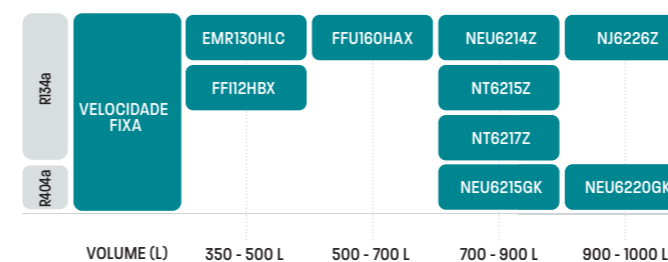 R134a
VELOCIDADE
FIXA
EMR130HLC
FFU160HAX
NEU6214Z
NJ6226Z
FFI12HBX
NT6215Z
NT6217Z
R404a
NEU6215GK
NEU6220GK
VOLUME (L)
350 - 500 L
500 - 700 L
700 - 900 L
900 - 1000 L